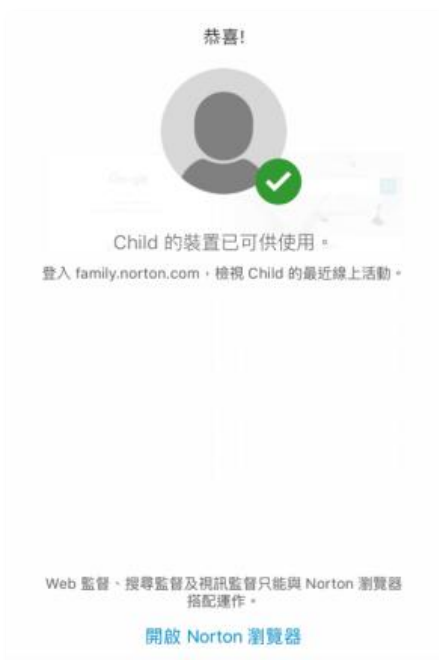 恭喜!
Child 的裝置已可供使用。
登入 family.norton.com，檢視 Child 的最近線上活動。
Web 監督、搜尋監督及視訊監督只能與 Norton 瀏覽器
搭配運作。
開啟 Norton 瀏覽器